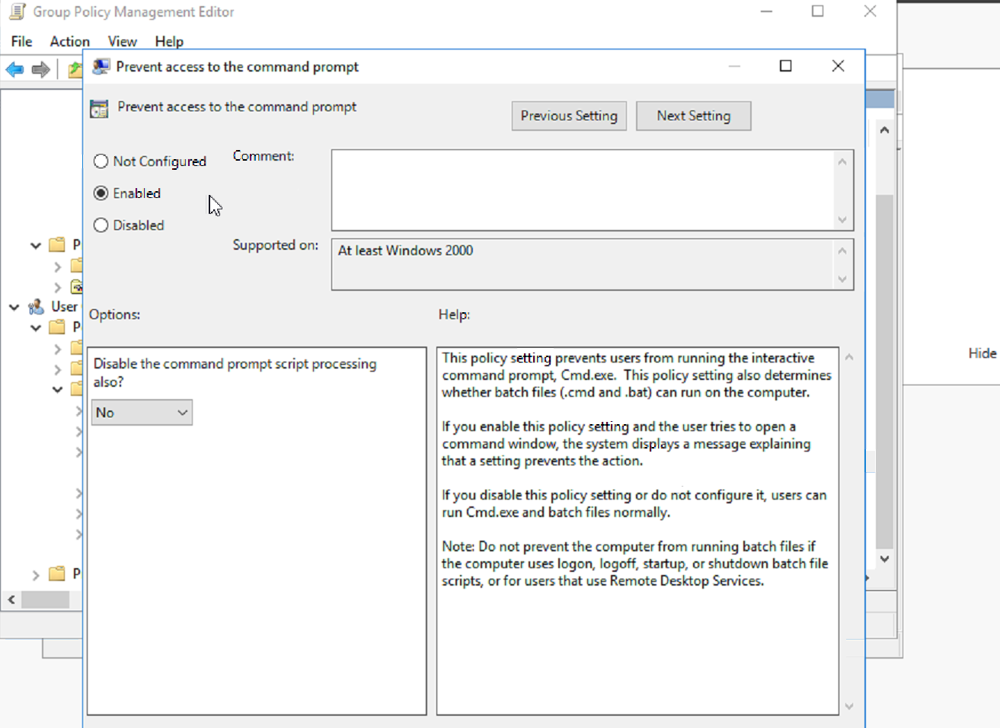 Group Policy Management Editor
File Action View Help
Prevent access to the command prompt
Prevent access to the command prompt
Previous Setting
Next Setting
Not Configured
Comment:
Enabled
Disabled
Supported on:
At least Windows 2000
P
User
P
P
Options:
Help:
Disable the command prompt script processing
also?
No
This policy setting prevents users from running the interactive
command prompt, Cmd.exe. This policy setting also determines
whether batch files (.cmd and .bat) can run on the computer.
If you enable this policy setting and the user tries to open a
command window, the system displays a message explaining
that a setting prevents the action.
If you disable this policy setting or do not configure it, users can
run Cmd.exe and batch files normally.
Note: Do not prevent the computer from running batch files if
the computer uses logon, logoff, startup, or shutdown batch file
scripts, or for users that use Remote Desktop Services.
Hide